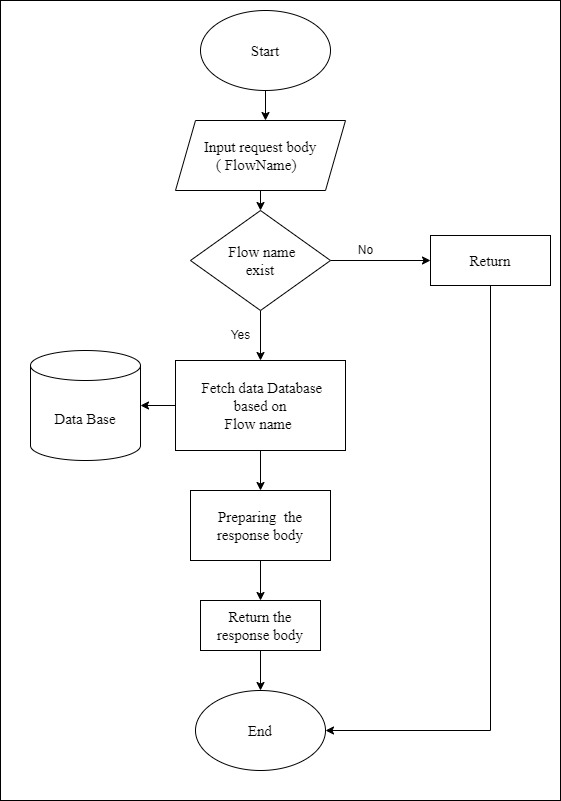 Start
Input request body
( FlowName)
Flow name
exist
No
Return
Yes
Fetch data Database
based on
Flow name
Data Base
Preparing  the
response body
Return the
response body
End